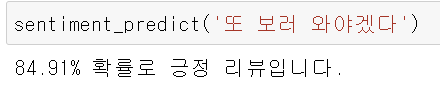 sentiment_predict('또 보러 와야겠다')
84.91% 확률로 긍정 리뷰입니다.